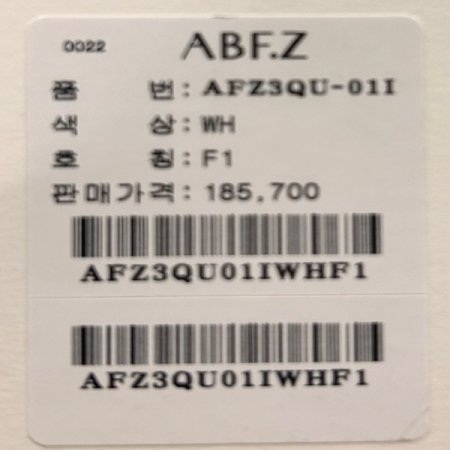 0022 ABF.Z
품 번: AFZ3QU-01I
색 상: WH
호 칭: F1
판매가격: 185,700
AFZ3QU01IWHF1
AFZ3QU01IWHF1